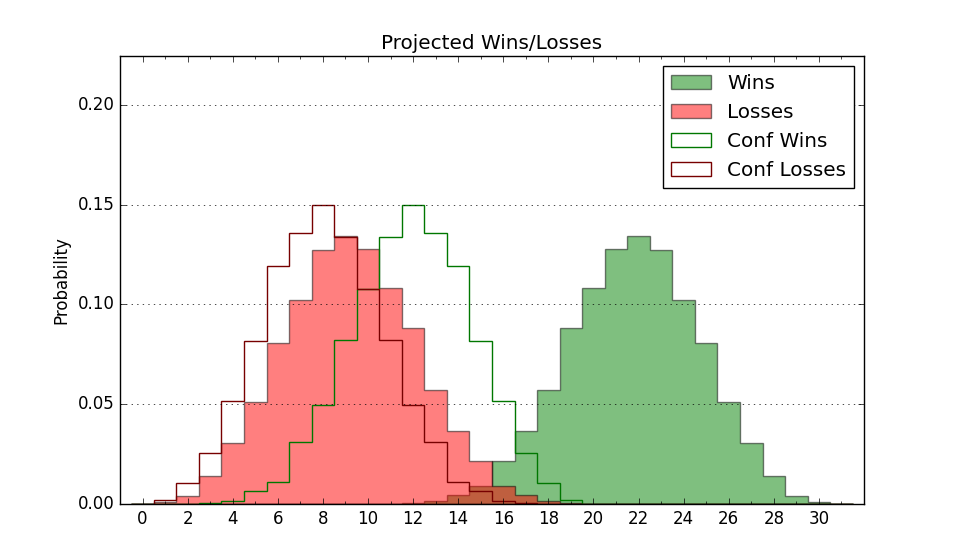 Projected Wins/Losses
Wins
Losses
Conf Wins
Conf Losses
Probability
0.20
0.15
0.10
0.05
0.00
0 2 4 6 8 10 12 14 16 18 20 22 24 26 28 30